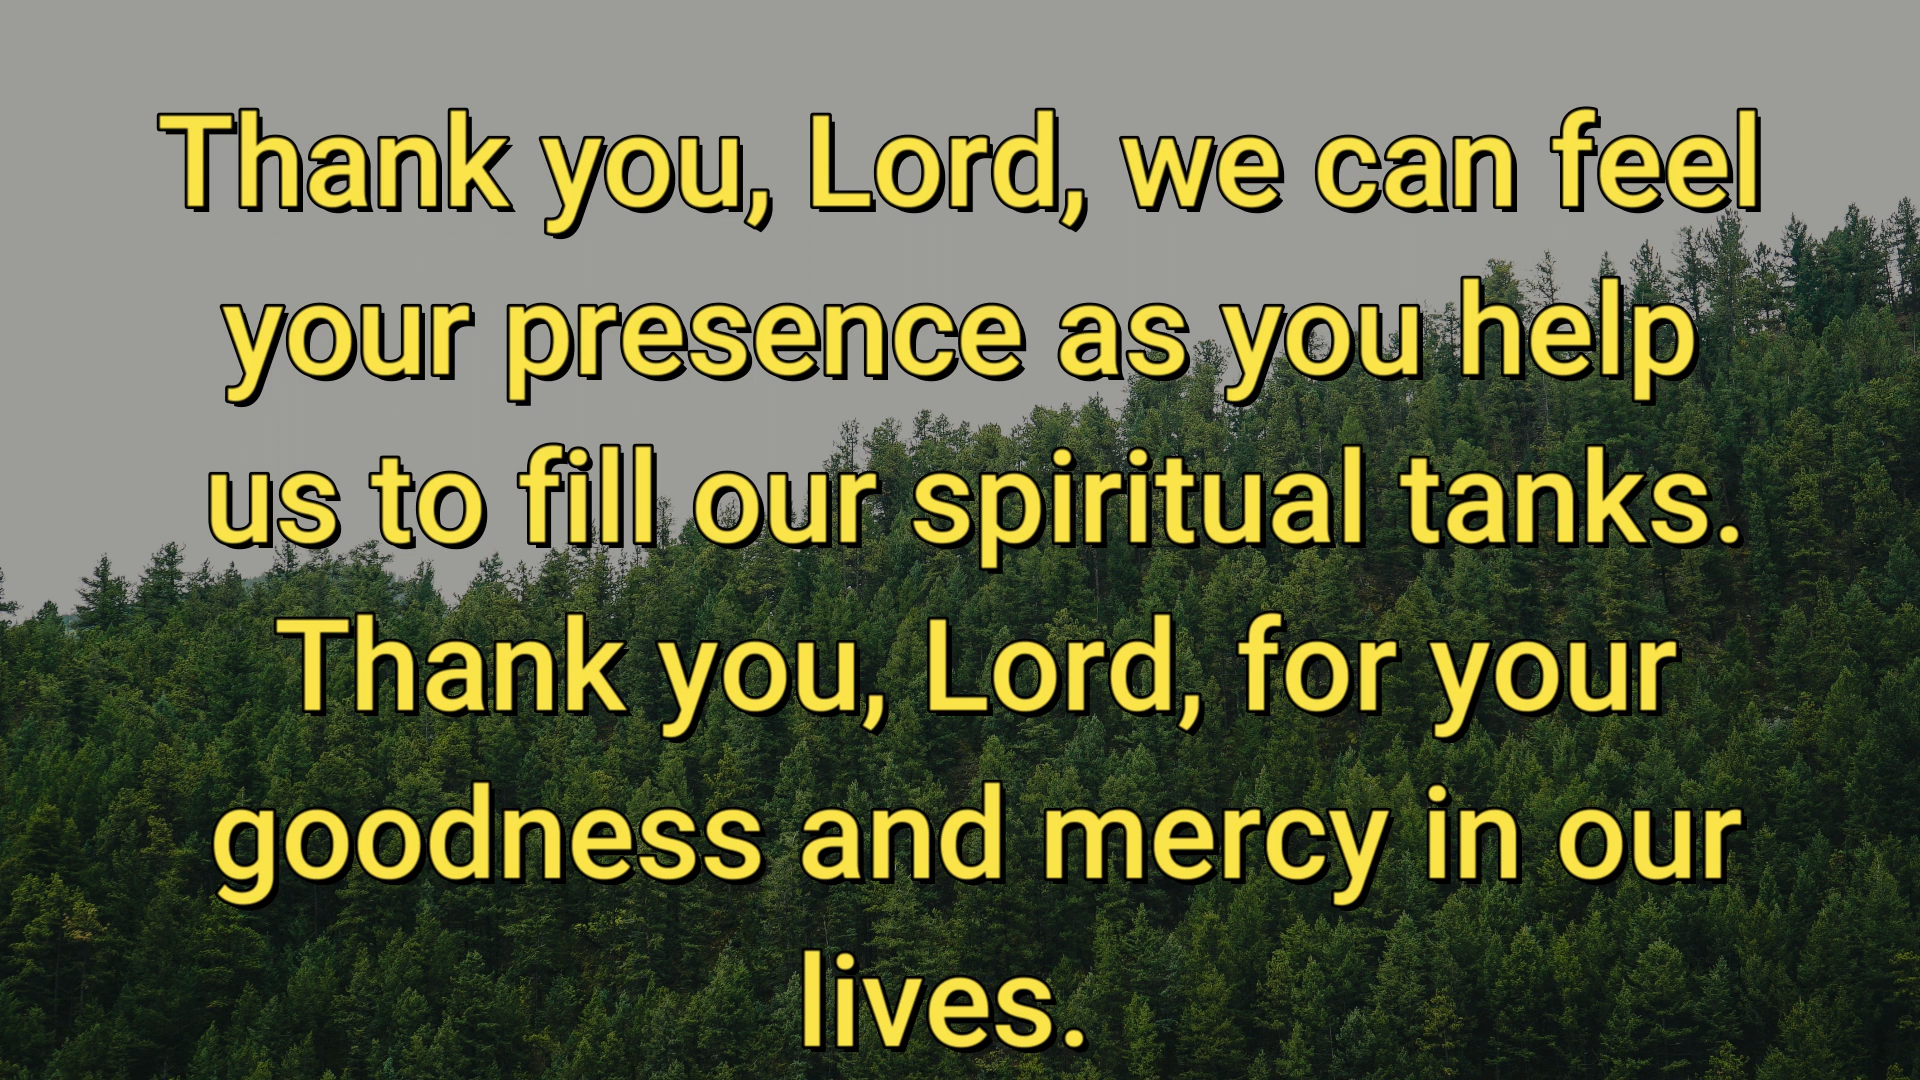 Thank you, Lord, we can feel
your presence as you help
us to fill our spiritual tanks.
Thank you, Lord, for your
goodness and mercy in our
lives.